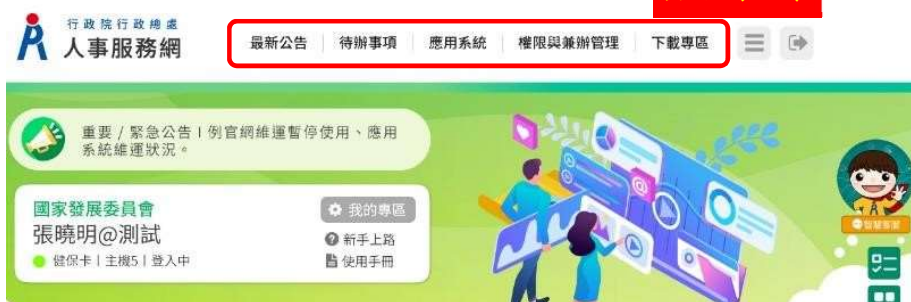 行政院行政總處
人事服務網
最新公告 待辦事項 應用系統 權限與兼辦管理 下載專區
重要 / 緊急公告 | 例官網維運暫停使用、應用
系統維運狀況。
國家發展委員會
我的專區
張曉明@測試
新手上路
健保卡 | 主機5 | 登入中
使用手冊